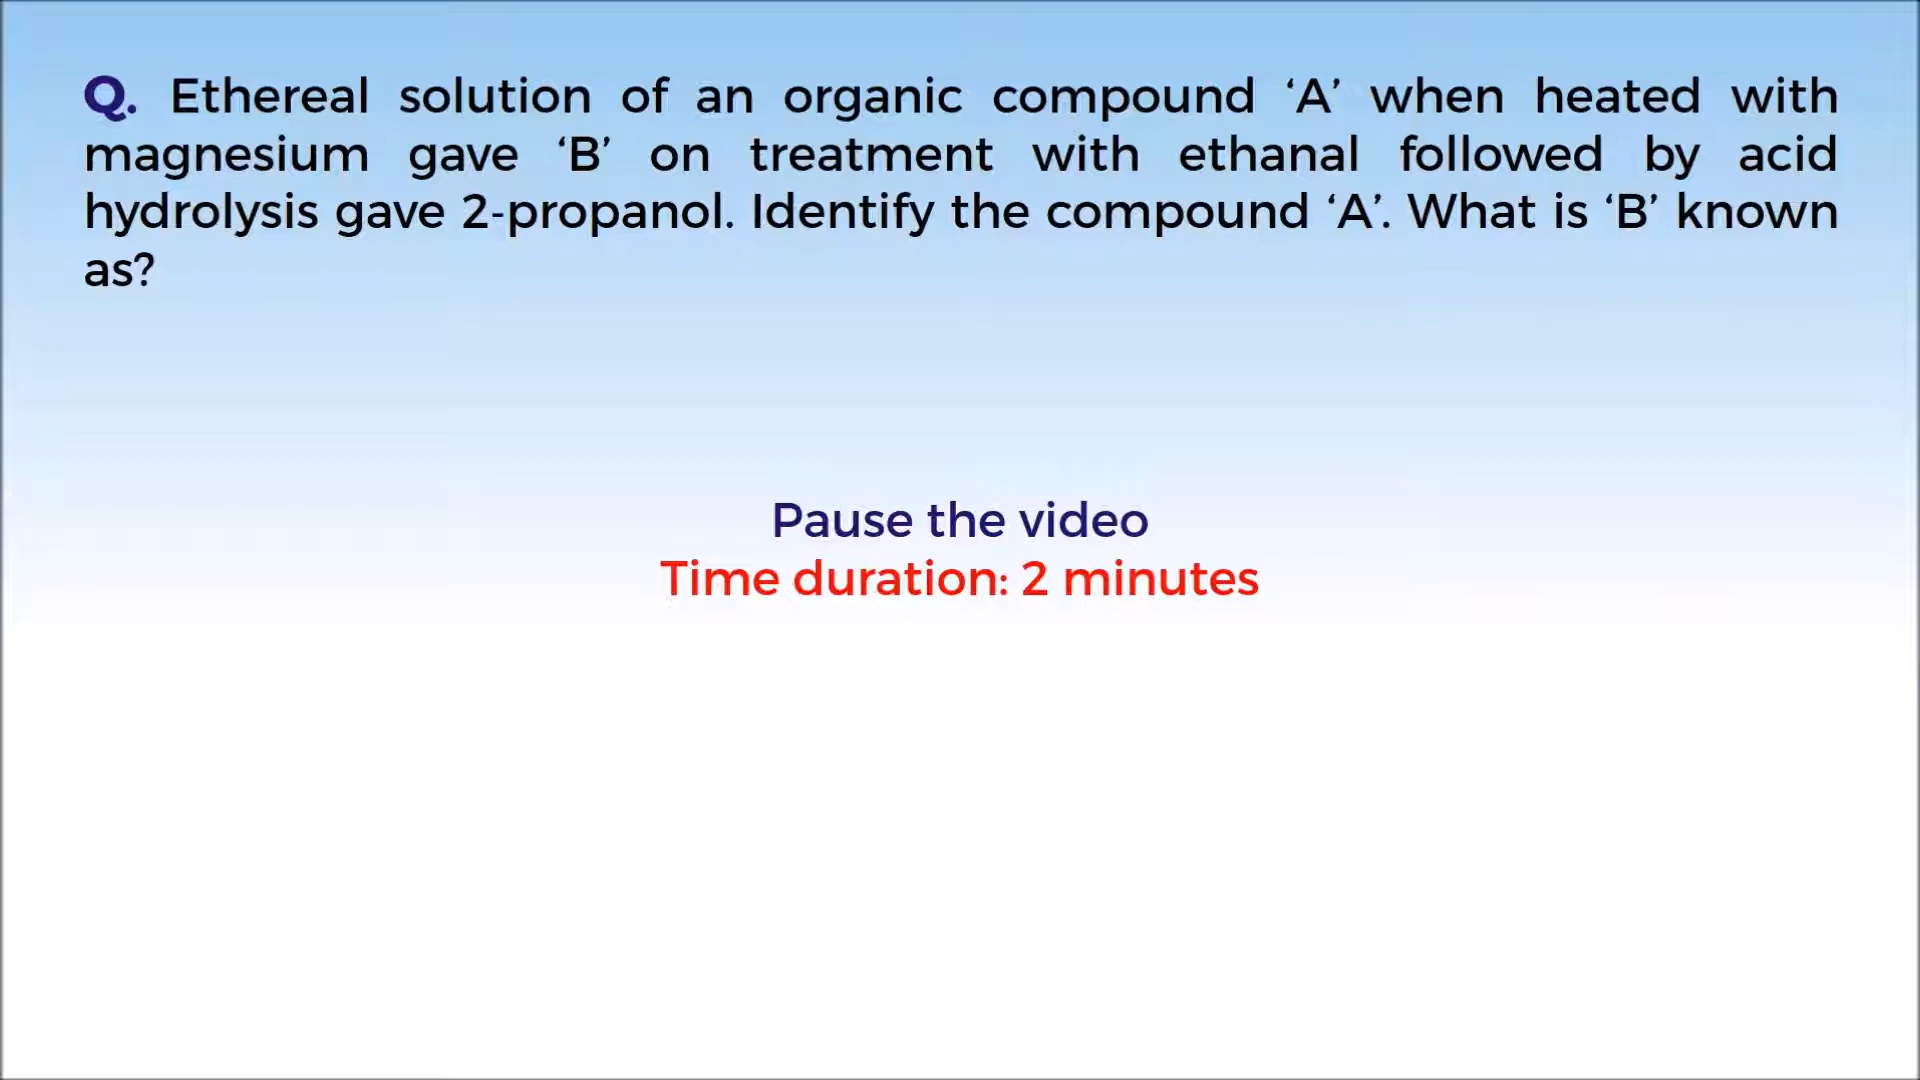 Q. Ethereal solution of an organic compound ‘A’ when heated with
magnesium gave ‘B’ on treatment with ethanal followed by acid
hydrolysis gave 2-propanol. Identify the compound ‘A’. What is ‘B’ known
as?
Pause the video
Time duration: 2 minutes